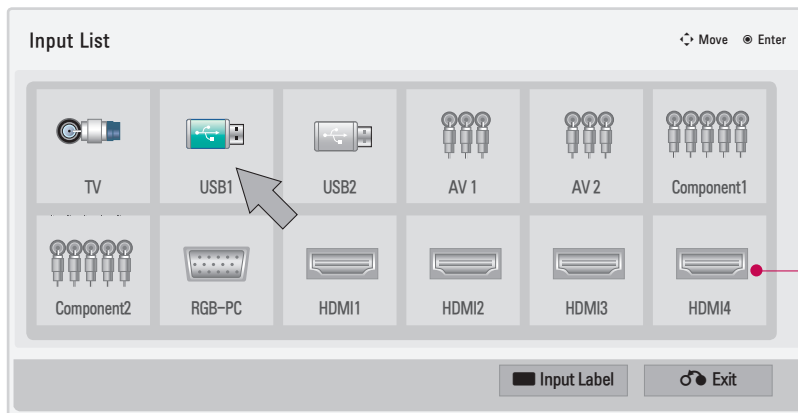 Input List
Move Enter
TV USB1 USB2 AV 1 AV 2 Component1
Component2 RGB-PC HDMI1 HDMI2 HDMI3 HDMI4
Input Label Exit